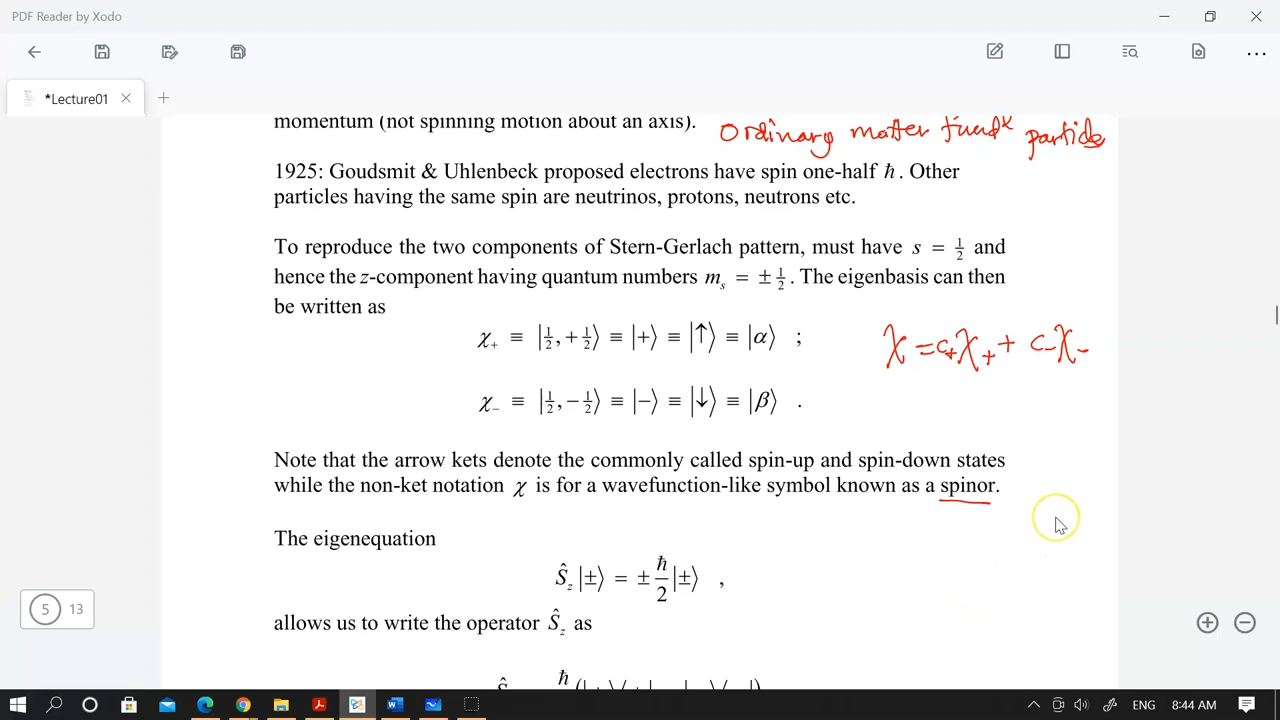 PDF Reader by Xodo
*Lecture01
momentum (not spinning motion about an axis).
Ordinary matter fund^l particles
1925: Goudsmit & Uhlenbeck proposed electrons have spin one-half ℏ. Other
particles having the same spin are neutrinos, protons, neutrons etc.
To reproduce the two components of Stern-Gerlach pattern, must have s = 1/2 and
hence the z-component having quantum numbers m_s = ± 1/2. The eigenbasis can then
be written as
χ₊ ≡ |1/2, +1/2⟩ ≡ |+⟩ ≡ |↑⟩ ≡ |α⟩ ;
χ = c₊χ₊ + c₋χ₋
χ₋ ≡ |1/2, −1/2⟩ ≡ |−⟩ ≡ |↓⟩ ≡ |β⟩ .
Note that the arrow kets denote the commonly called spin-up and spin-down states
while the non-ket notation χ is for a wavefunction-like symbol known as a spinor.
The eigenequation
Ŝ_z |±⟩ = ± ℏ/2 |±⟩ ,
5 13
allows us to write the operator Ŝ_z as
ENG 8:44 AM